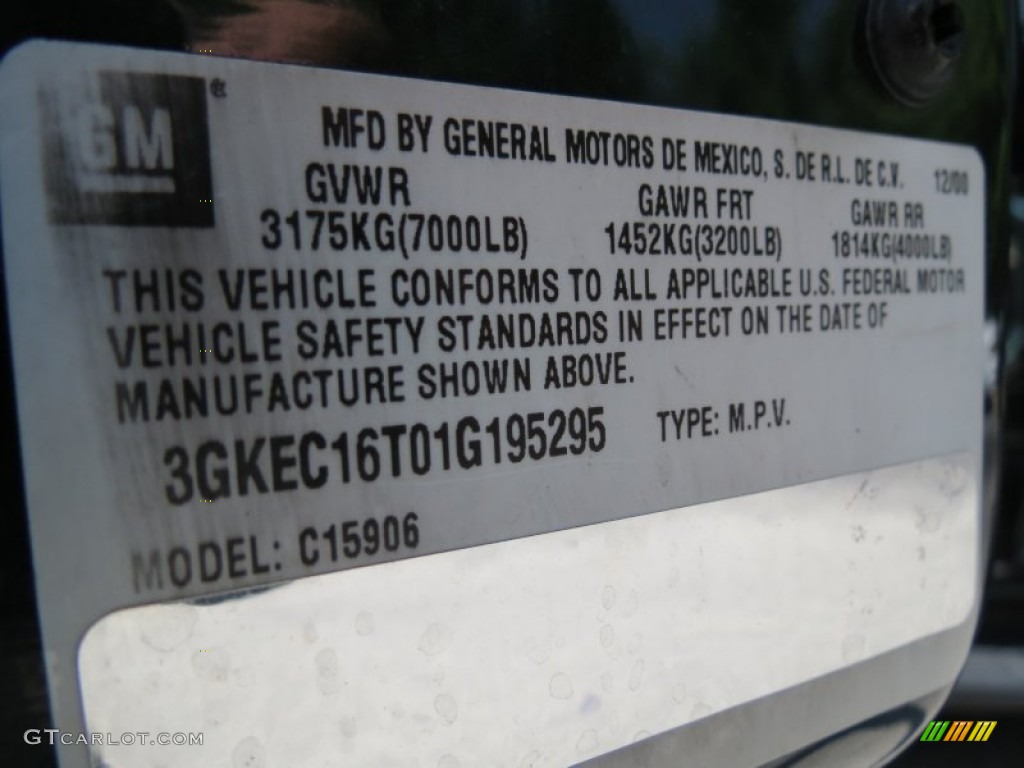 GM
MFD BY GENERAL MOTORS DE MEXICO, S. DE R.L. DE C.V. 12/00
GVWR GAWR FRT GAWR RR
3175KG(7000LB) 1452KG(3200LB) 1814KG(4000LB)
THIS VEHICLE CONFORMS TO ALL APPLICABLE U.S. FEDERAL MOTOR
VEHICLE SAFETY STANDARDS IN EFFECT ON THE DATE OF
MANUFACTURE SHOWN ABOVE.
3GKEC16T01G195295 TYPE: M.P.V.
MODEL: C15906
GTCARLOT.COM